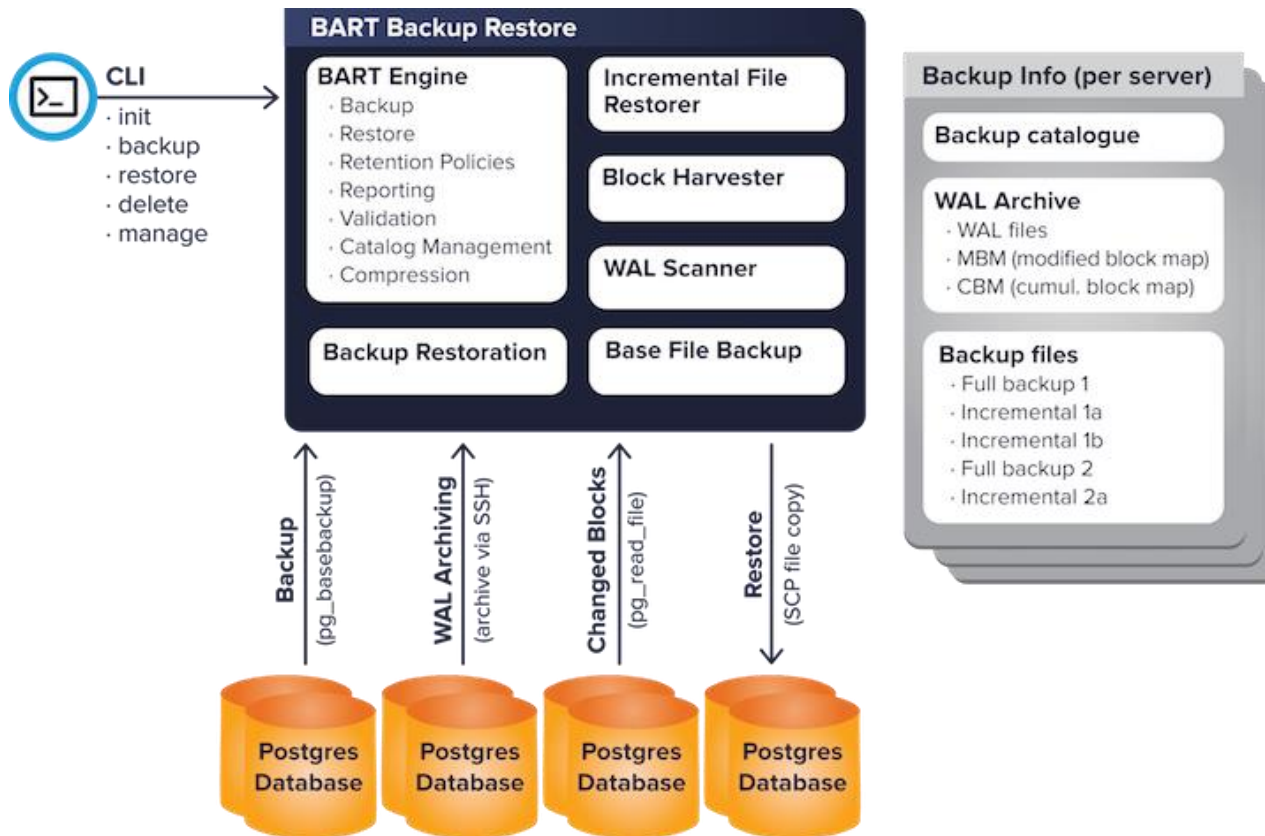 BART Backup Restore
CLI
· init
· backup
· restore
· delete
· manage
BART Engine
· Backup
· Restore
· Retention Policies
· Reporting
· Validation
· Catalog Management
· Compression
Backup Restoration
Incremental File
Restorer
Block Harvester
WAL Scanner
Base File Backup
Backup Info (per server)
Backup catalogue
WAL Archive
· WAL files
· MBM (modified block map)
· CBM (cumul. block map)
Backup files
· Full backup 1
· Incremental 1a
· Incremental 1b
· Full backup 2
· Incremental 2a
Backup
(pg_basebackup)
WAL Archiving
(archive via SSH)
Changed Blocks
(pg_read_file)
Restore
(SCP file copy)
Postgres
Database
Postgres
Database
Postgres
Database
Postgres
Database